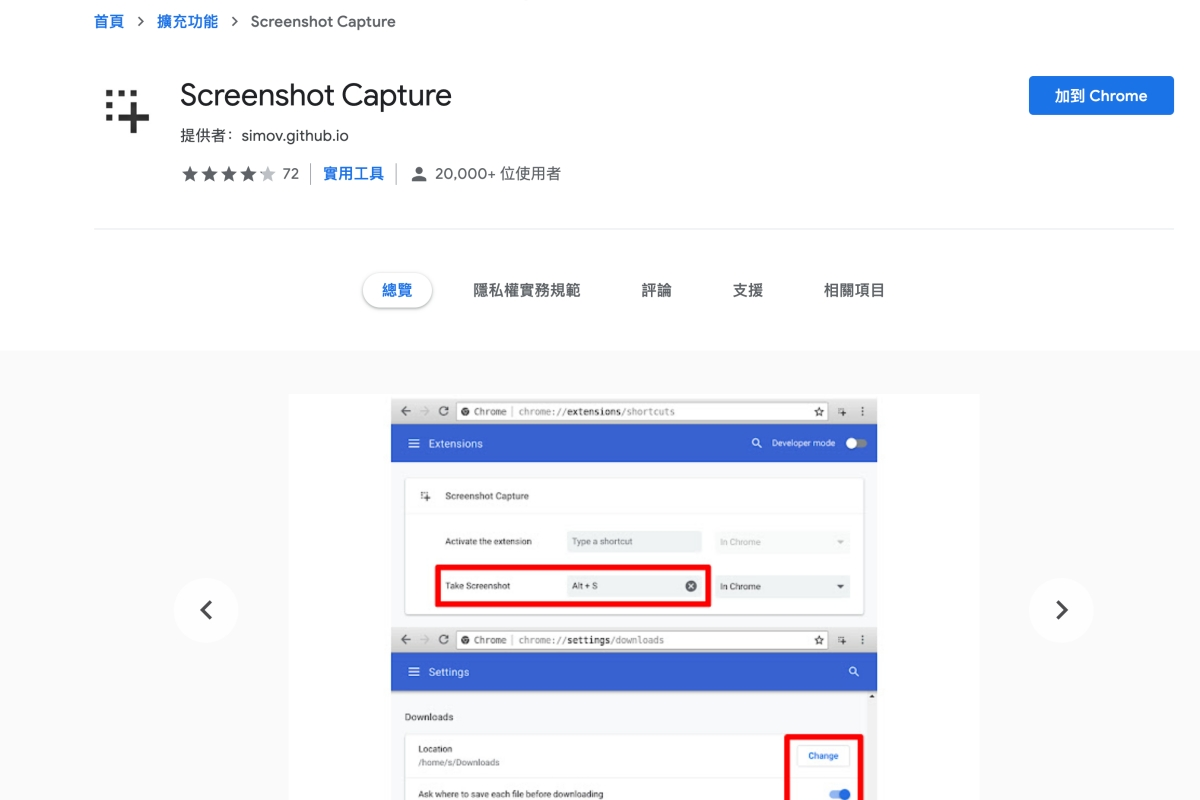 首頁 > 擴充功能 > Screenshot Capture
Screenshot Capture
加到 Chrome
提供者：simov.github.io
72 實用工具 20,000+ 位使用者
總覽 隱私權實務規範 評論 支援 相關項目
Chrome | chrome://extensions/shortcuts
Extensions Developer mode
Screenshot Capture
Activate the extension Type a shortcut In Chrome
Take Screenshot Alt + S In Chrome
Chrome | chrome://settings/downloads
Settings
Downloads
Location
/home/s/Downloads
Change
Ask where to save each file before downloading